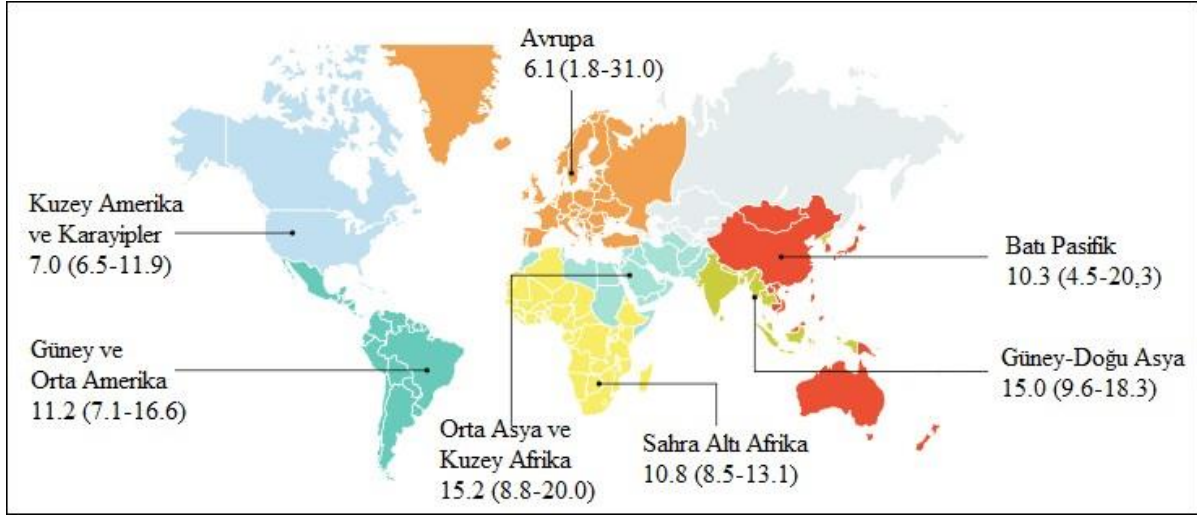 Avrupa
6.1 (1.8-31.0)
Kuzey Amerika
ve Karayipler
7.0 (6.5-11.9)
Batı Pasifik
10.3 (4.5-20,3)
Güney ve
Orta Amerika
11.2 (7.1-16.6)
Güney-Doğu Asya
15.0 (9.6-18.3)
Orta Asya ve
Kuzey Afrika
15.2 (8.8-20.0)
Sahra Altı Afrika
10.8 (8.5-13.1)